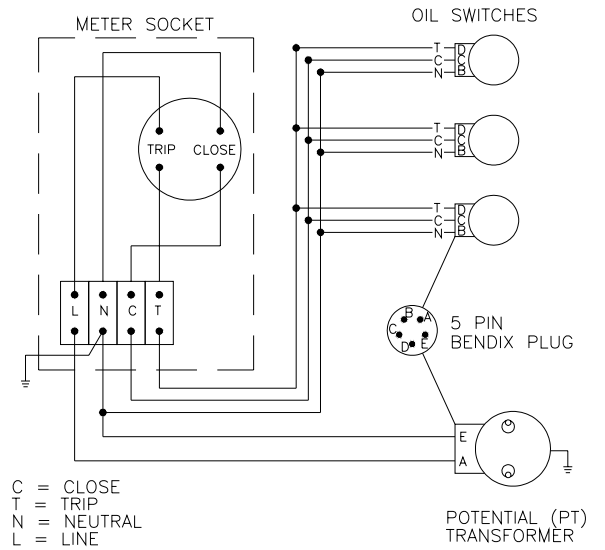 OIL SWITCHES
METER SOCKET
T D
C C
N B
TRIP CLOSE
T D
C C
N B
T D
C C
N B
L N C T
B A
C
D E
5 PIN
BENDIX PLUG
E
A
C = CLOSE
T = TRIP
N = NEUTRAL
L = LINE
POTENTIAL (PT)
TRANSFORMER